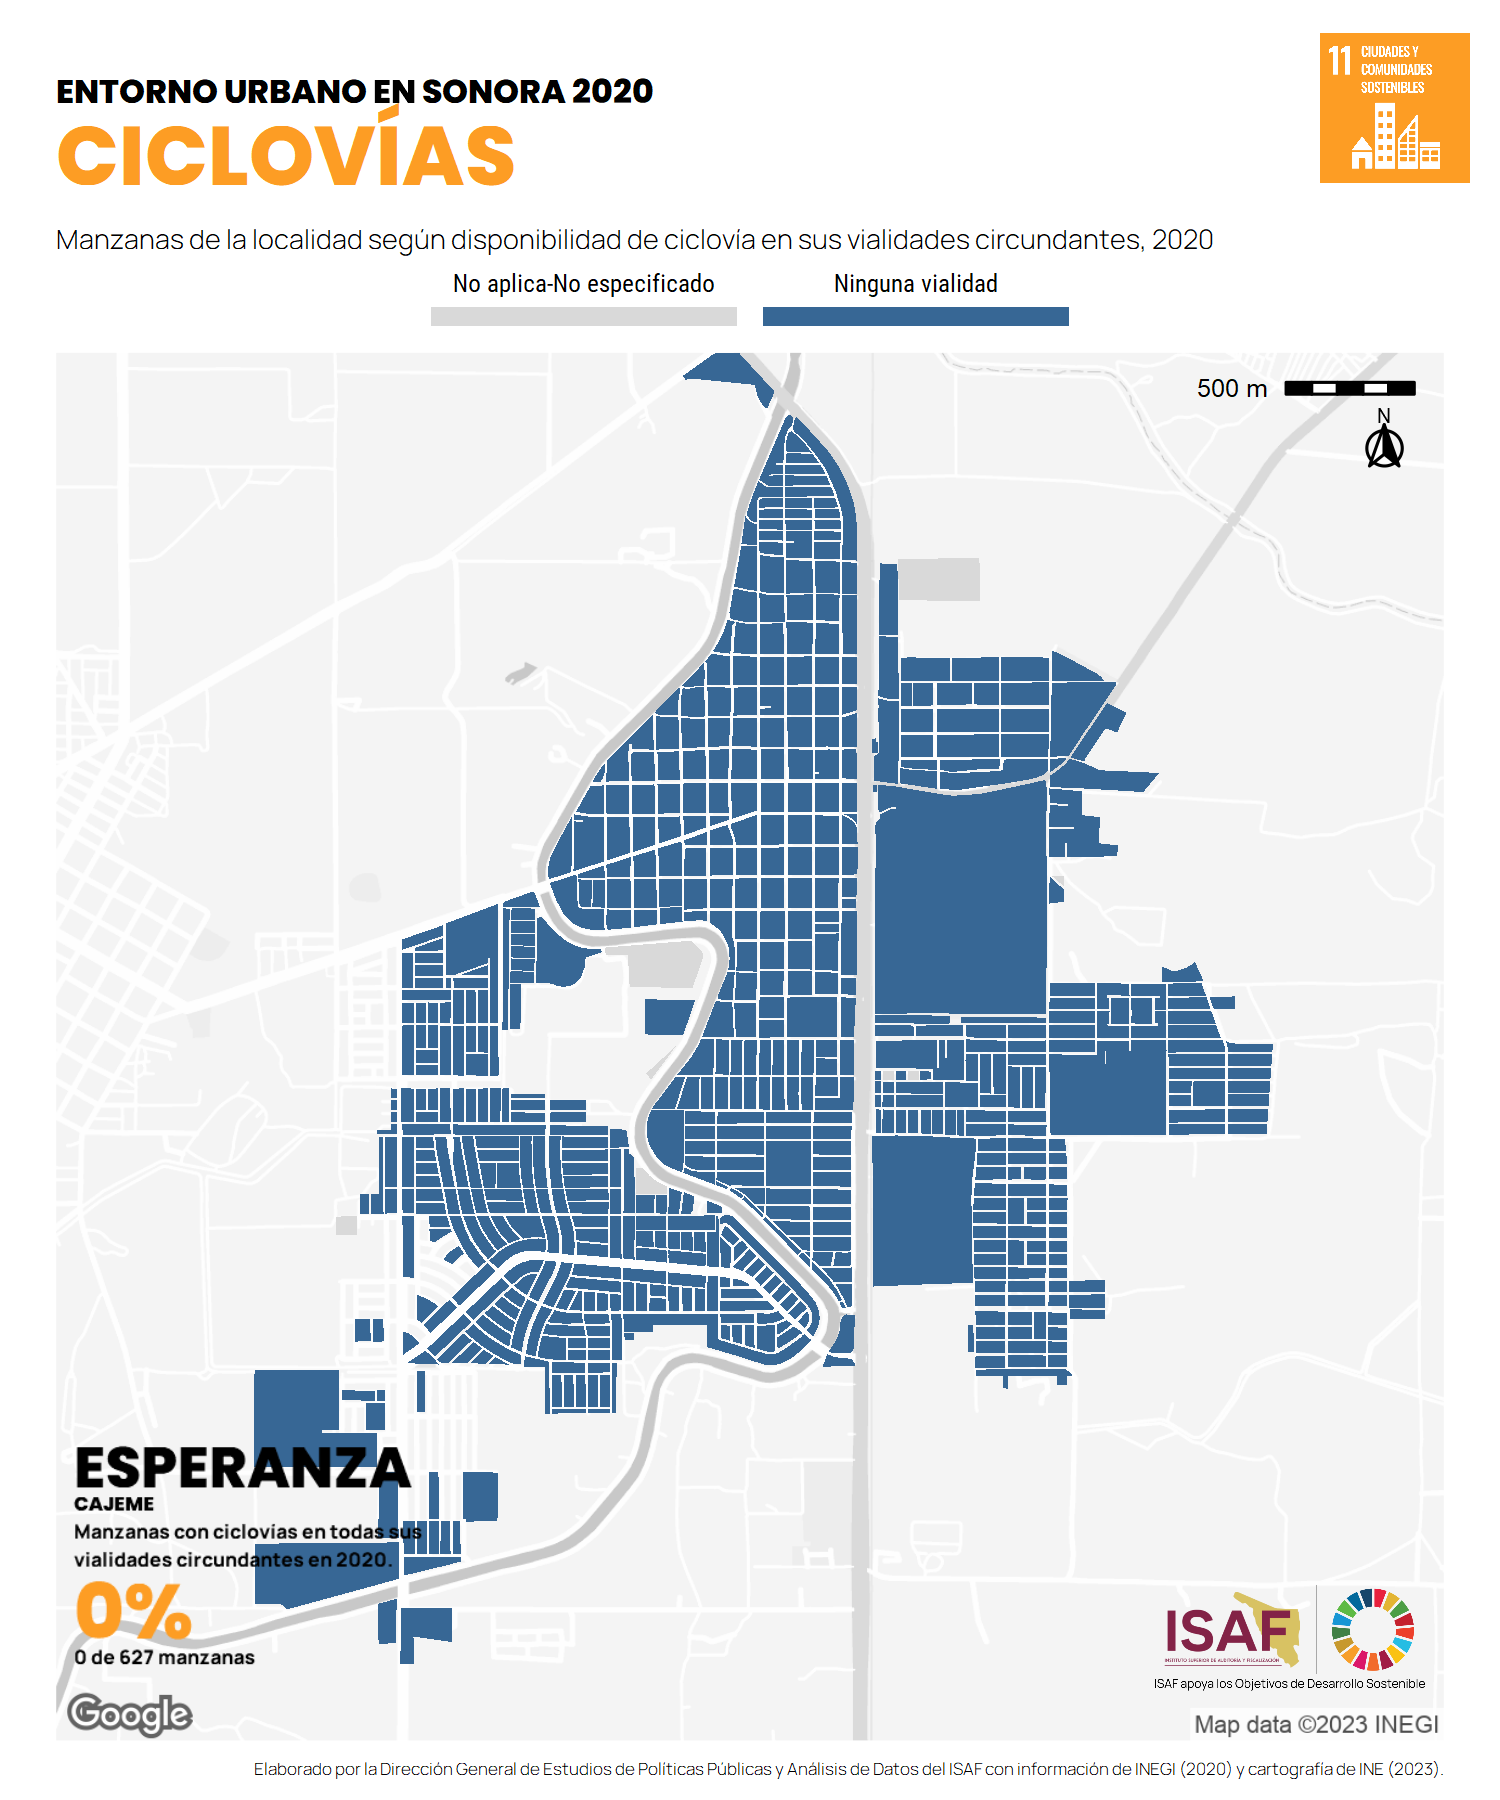 ENTORNO URBANO EN SONORA 2020
CICLOVÍAS
11 CIUDADES Y
COMUNIDADES
SOSTENIBLES
Manzanas de la localidad según disponibilidad de ciclovía en sus vialidades circundantes, 2020
No aplica-No especificado
Ninguna vialidad
500 m
N
ESPERANZA
CAJEME
Manzanas con ciclovias en todas sus
vialidades circundantes en 2020.
0%
0 de 627 manzanas
Google
ISAF
INSTITUTO SUPERIOR DE AUDITORÍA Y FISCALIZACIÓN
ISAF apoya los Objetivos de Desarrollo Sostenible
Map data ©2023 INEGI
Elaborado por la Dirección General de Estudios de Políticas Públicas y Análisis de Datos del ISAF con información de INEGI (2020) y cartografía de INE (2023).